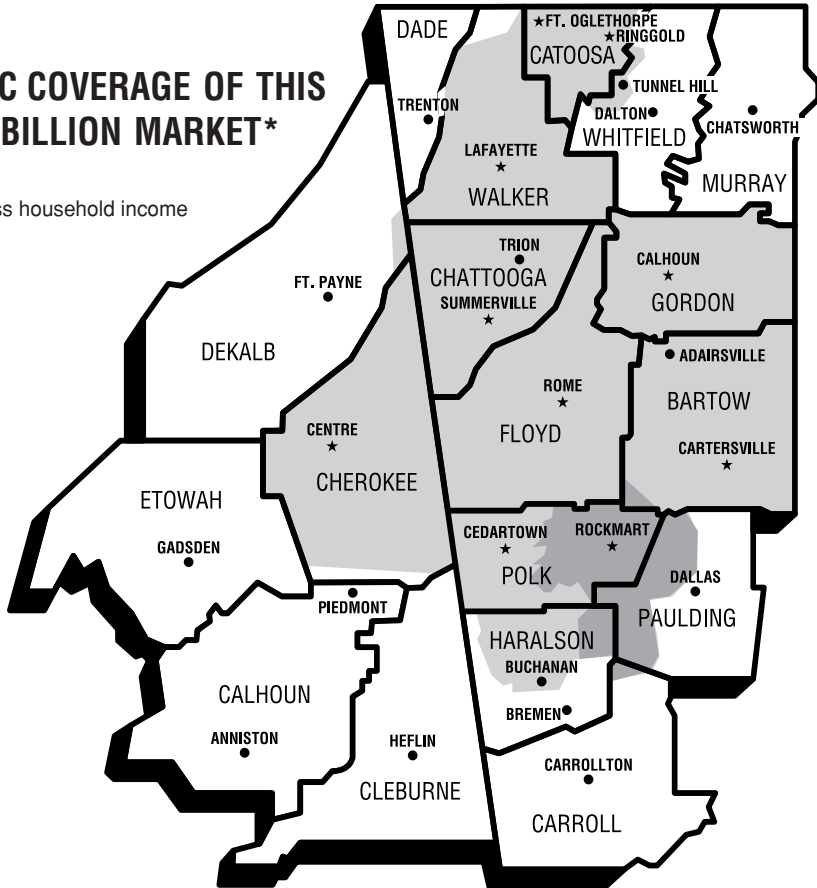 C COVERAGE OF THIS
BILLION MARKET*
ss household income
DADE
★FT. OGLETHORPE
★RINGGOLD
CATOOSA
TUNNEL HILL
TRENTON
DALTON
WHITFIELD
CHATSWORTH
LAFAYETTE
WALKER
MURRAY
TRION
CHATTOOGA
SUMMERVILLE
CALHOUN
GORDON
FT. PAYNE
DEKALB
ADAIRSVILLE
ROME
BARTOW
FLOYD
CENTRE
CHEROKEE
CARTERSVILLE
ETOWAH
GADSDEN
CEDARTOWN
ROCKMART
POLK
DALLAS
PAULDING
PIEDMONT
HARALSON
BUCHANAN
BREMEN
CALHOUN
ANNISTON
HEFLIN
CLEBURNE
CARROLLTON
CARROLL